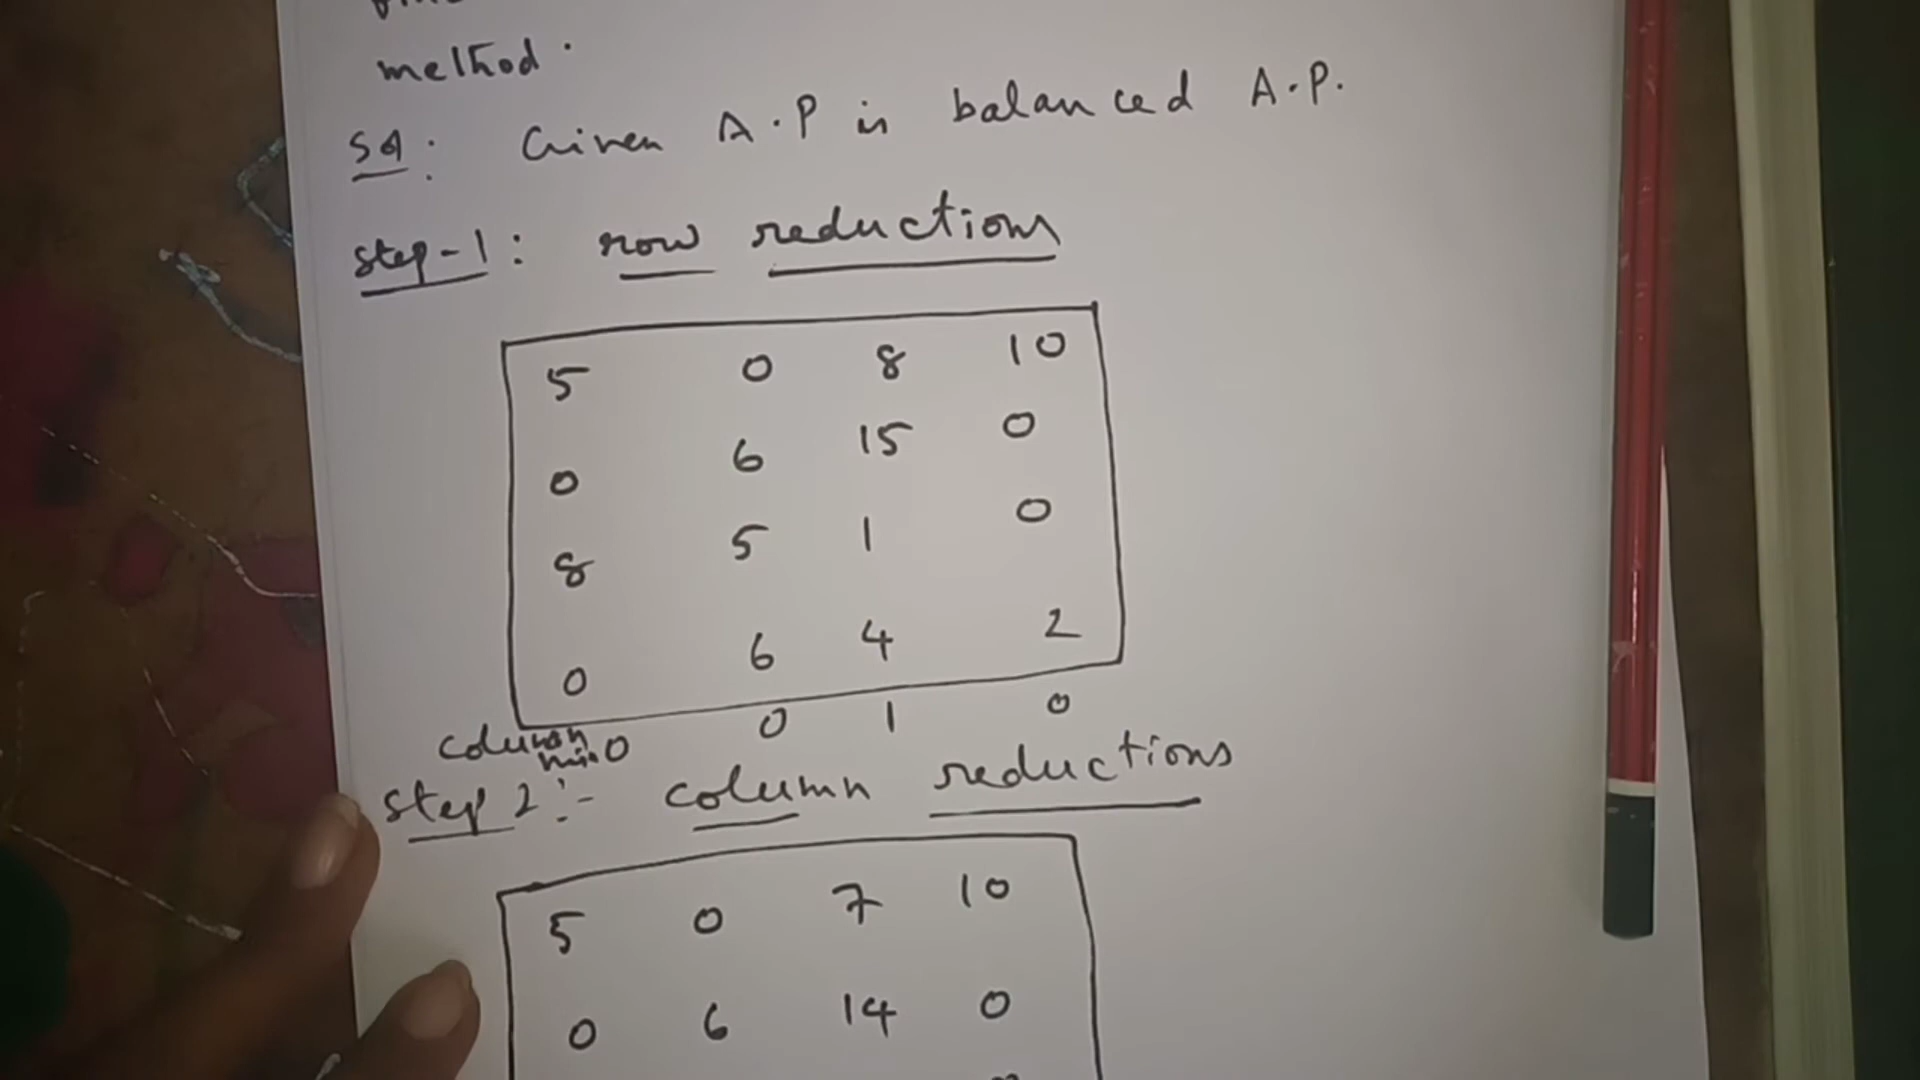 method.
Sol: Given A.P is balanced A.P.
step-1: row reductions
5 0 8 10
0 6 15 0
8 5 1 0
0 6 4 2
column min 0 0 1 0
step 2:- column reductions
5 0 7 10
0 6 14 0